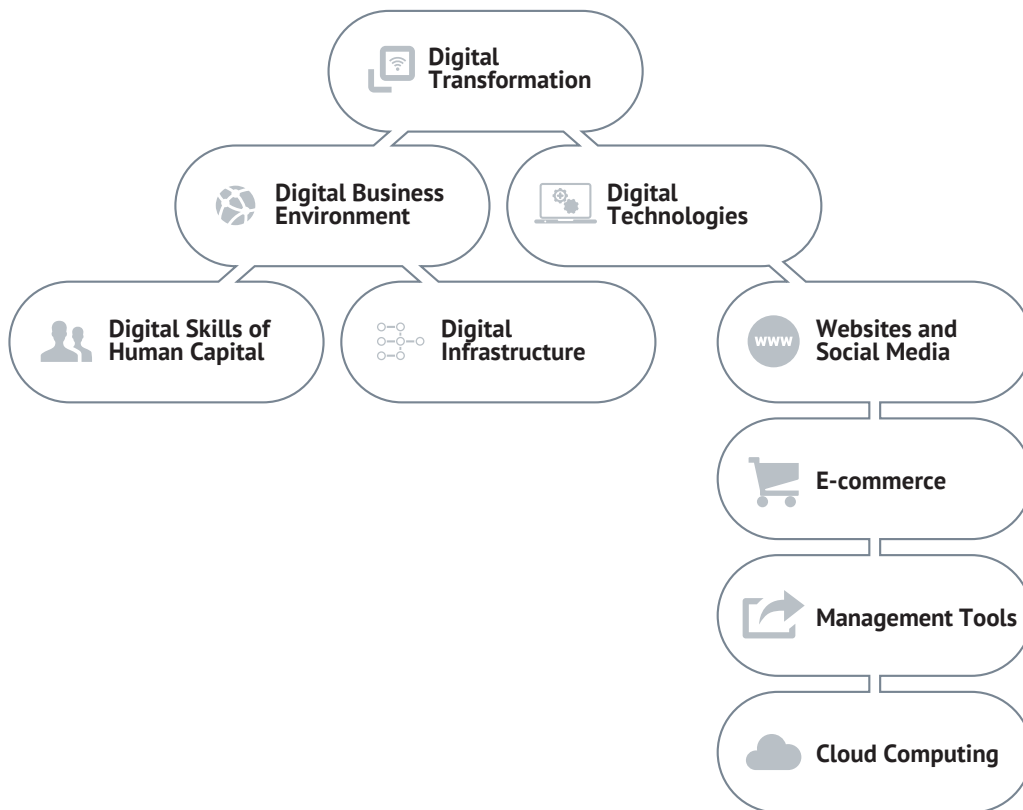 Digital
Transformation
Digital Business
Environment
Digital
Technologies
Digital Skills of
Human Capital
Digital
Infrastructure
www
Websites and
Social Media
E-commerce
Management Tools
Cloud Computing